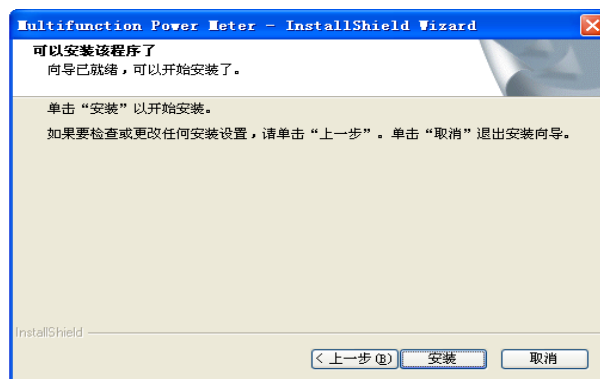 Multifunction Power Meter - InstallShield Wizard
可以安装该程序了
向导已就绪，可以开始安装了。
单击“安装”以开始安装。
如果要检查或更改任何安装设置，请单击“上一步”。单击“取消”退出安装向导。
InstallShield
< 上一步(B) 安装 取消